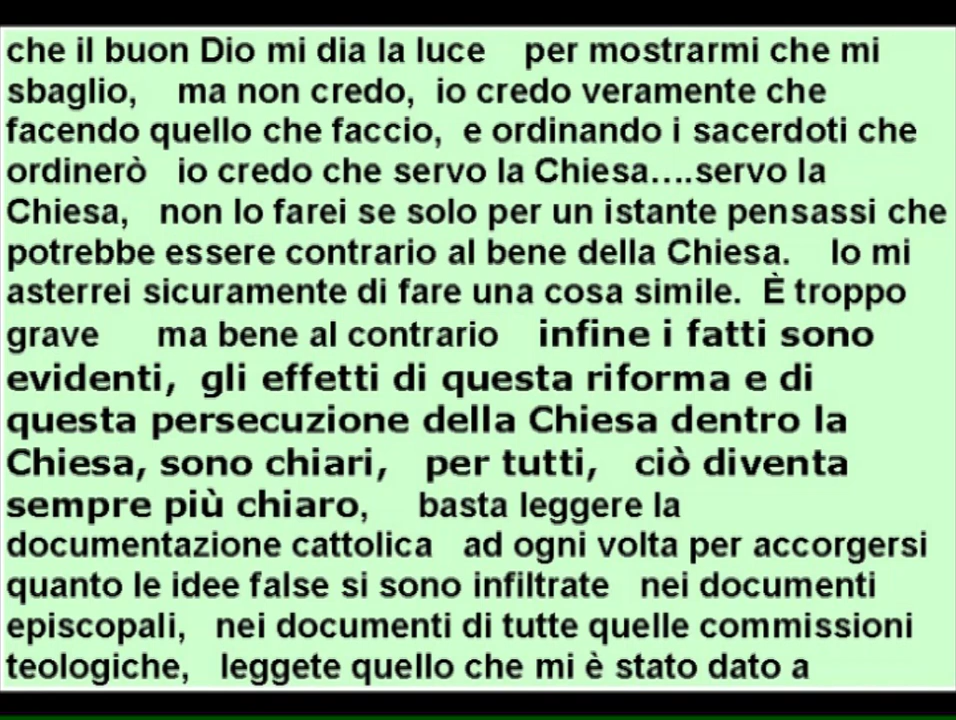 che il buon Dio mi dia la luce per mostrarmi che mi
sbaglio, ma non credo, io credo veramente che
facendo quello che faccio, e ordinando i sacerdoti che
ordinerò io credo che servo la Chiesa….servo la
Chiesa, non lo farei se solo per un istante pensassi che
potrebbe essere contrario al bene della Chiesa. Io mi
asterrei sicuramente di fare una cosa simile. È troppo
grave ma bene al contrario infine i fatti sono
evidenti, gli effetti di questa riforma e di
questa persecuzione della Chiesa dentro la
Chiesa, sono chiari, per tutti, ciò diventa
sempre più chiaro, basta leggere la
documentazione cattolica ad ogni volta per accorgersi
quanto le idee false si sono infiltrate nei documenti
episcopali, nei documenti di tutte quelle commissioni
teologiche, leggete quello che mi è stato dato a